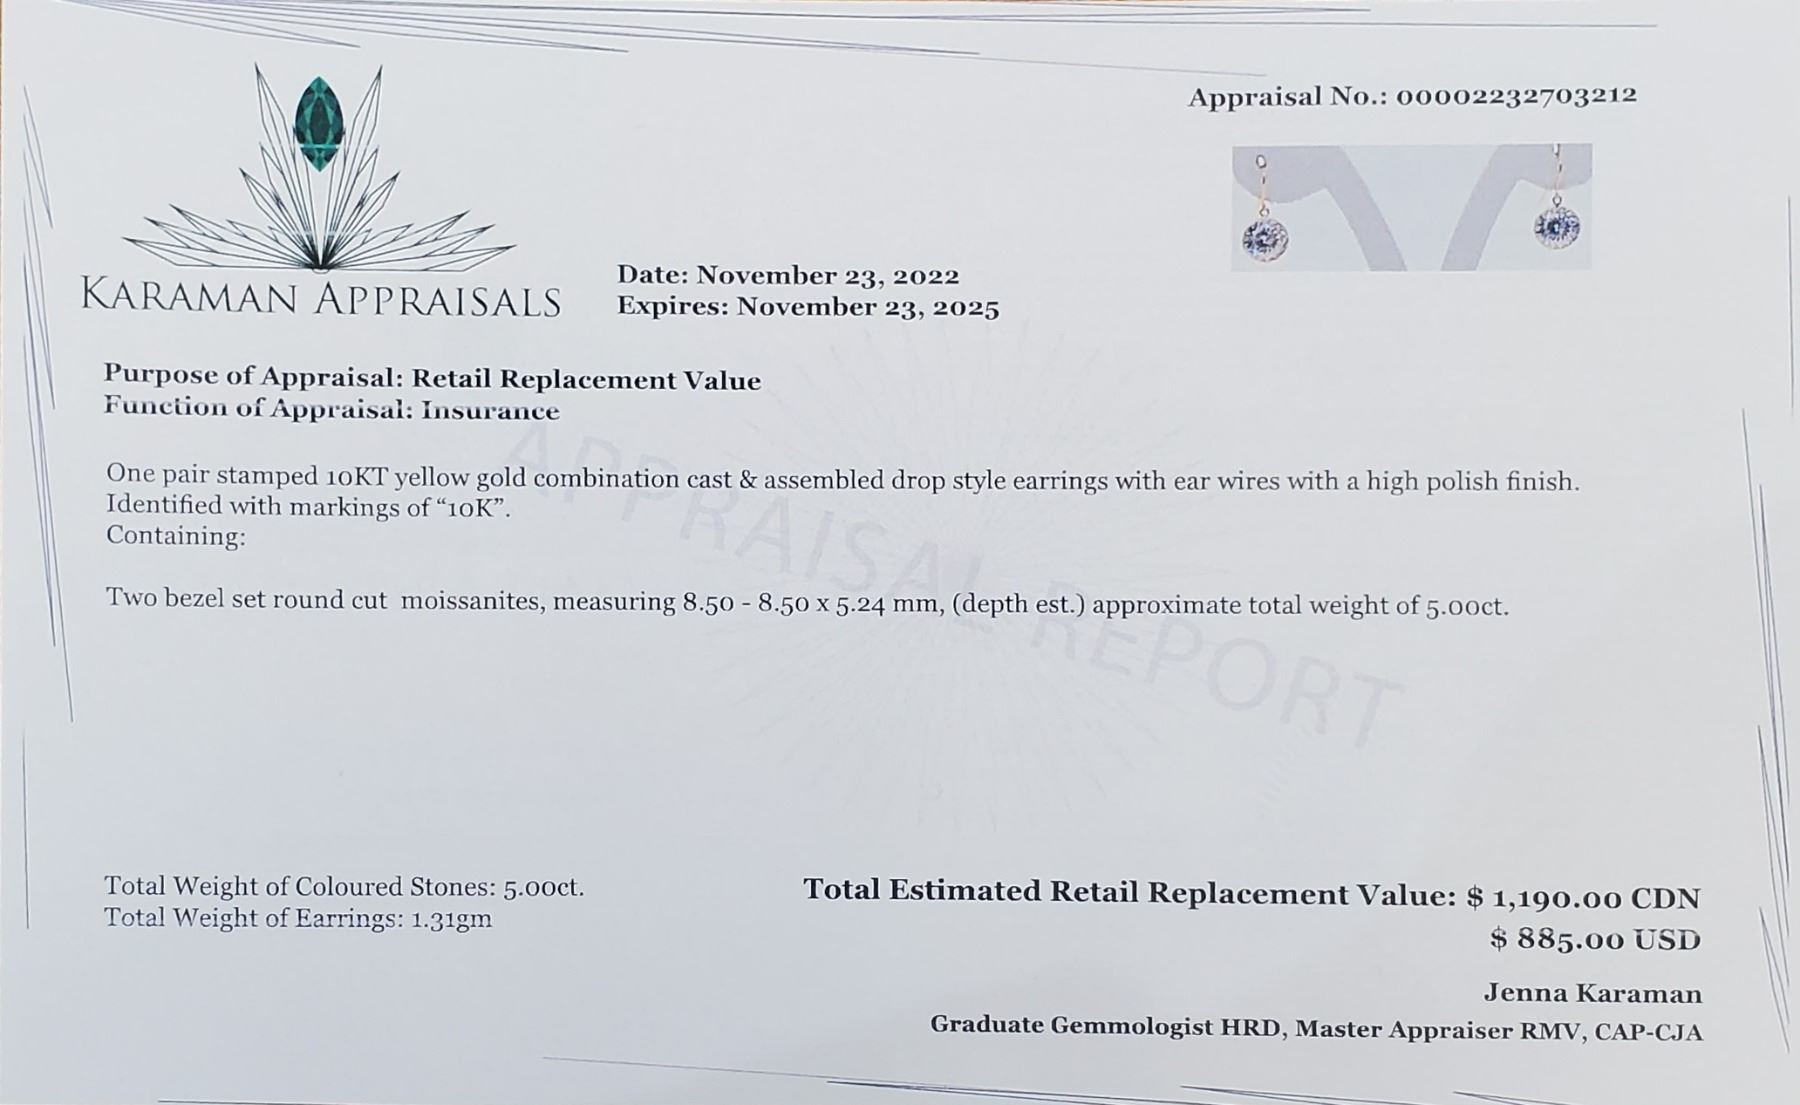 Appraisal No.: 00002232703212
KARAMAN APPRAISALS
Date: November 23, 2022
Expires: November 23, 2025
Purpose of Appraisal: Retail Replacement Value
Function of Appraisal: Insurance
One pair stamped 10KT yellow gold combination cast & assembled drop style earrings with ear wires with a high polish finish.
Identified with markings of “10K”.
Containing:
Two bezel set round cut moissanites, measuring 8.50 - 8.50 x 5.24 mm, (depth est.) approximate total weight of 5.00ct.
APPRAISAL REPORT
Total Weight of Coloured Stones: 5.00ct.
Total Weight of Earrings: 1.31gm
Total Estimated Retail Replacement Value: $ 1,190.00 CDN
$ 885.00 USD
Jenna Karaman
Graduate Gemmologist HRD, Master Appraiser RMV, CAP-CJA